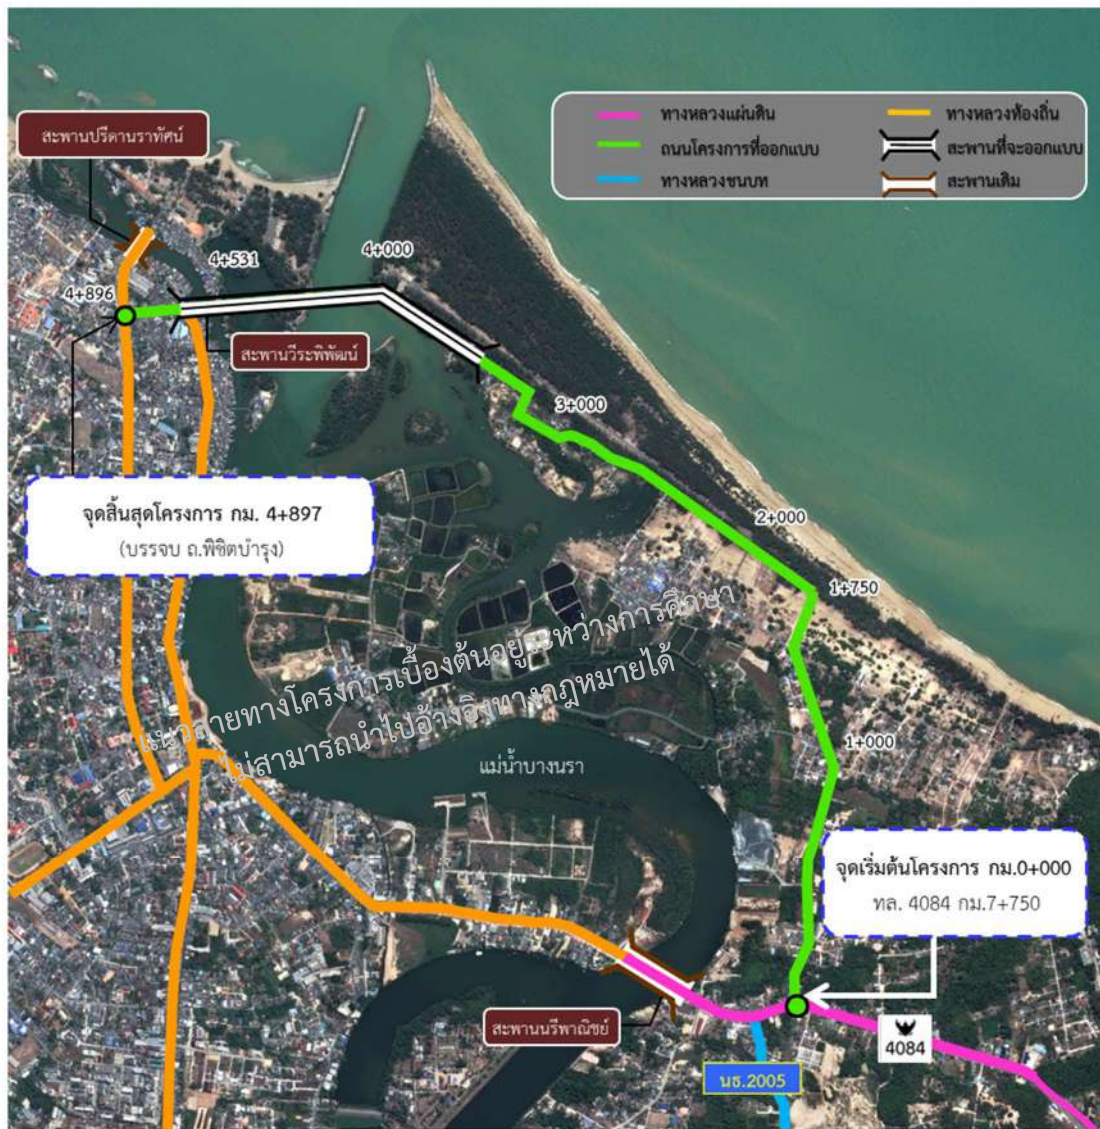 ทางหลวงแผ่นดิน
ทางหลวงท้องถิ่น
ถนนโครงการที่ออกแบบ
สะพานที่จะออกแบบ
ทางหลวงชนบท
สะพานเดิม
สะพานปรีดานราทัศน์
4+000
4+531
4+896
สะพานวีระพิพัฒน์
3+000
จุดสิ้นสุดโครงการ กม. 4+897
(บรรจบ ถ.พิชิตบำรุง)
2+000
1+750
แนวสายทางโครงการเบื้องต้นอยู่ระหว่างการศึกษา
ไม่สามารถนำไปอ้างอิงทางกฎหมายได้
1+000
แม่น้ำบางนรา
จุดเริ่มต้นโครงการ กม.0+000
ทล. 4084 กม.7+750
สะพานนรีพาณิชย์
4084
นธ.2005